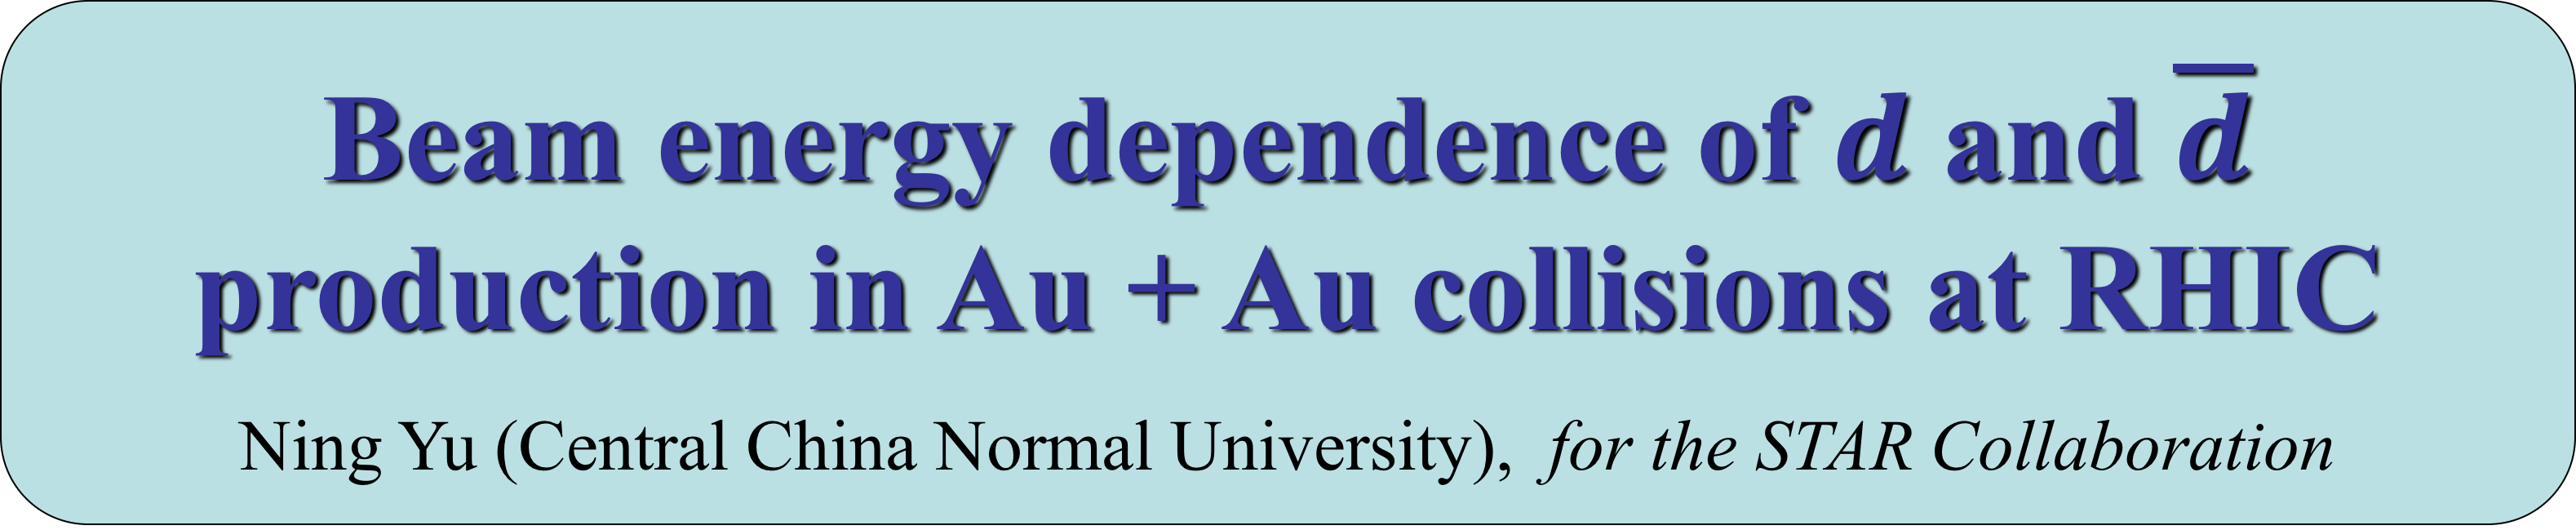 Beam energy dependence of d and d̅
production in Au + Au collisions at RHIC
Ning Yu (Central China Normal University), for the STAR Collaboration